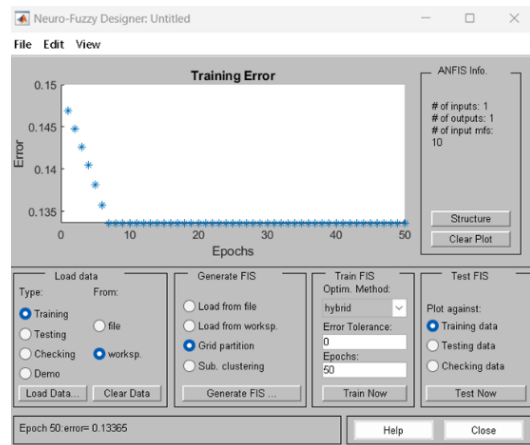 Neuro-Fuzzy Designer: Untitled
File Edit View
Training Error
0.15
0.145
0.14
0.135
Error
0 10 20 30 40 50
Epochs
ANFIS Info.
# of inputs: 1
# of outputs: 1
# of input mfs:
10
Structure
Clear Plot
Load data
Type: From:
Training
Testing
Checking
Demo
file
worksp.
Load Data... Clear Data
Generate FIS
Load from file
Load from worksp.
Grid partition
Sub. clustering
Generate FIS ...
Train FIS
Optim. Method:
hybrid
Error Tolerance:
0
Epochs:
50
Train Now
Test FIS
Plot against:
Training data
Testing data
Checking data
Test Now
Epoch 50:error= 0.13365
Help Close